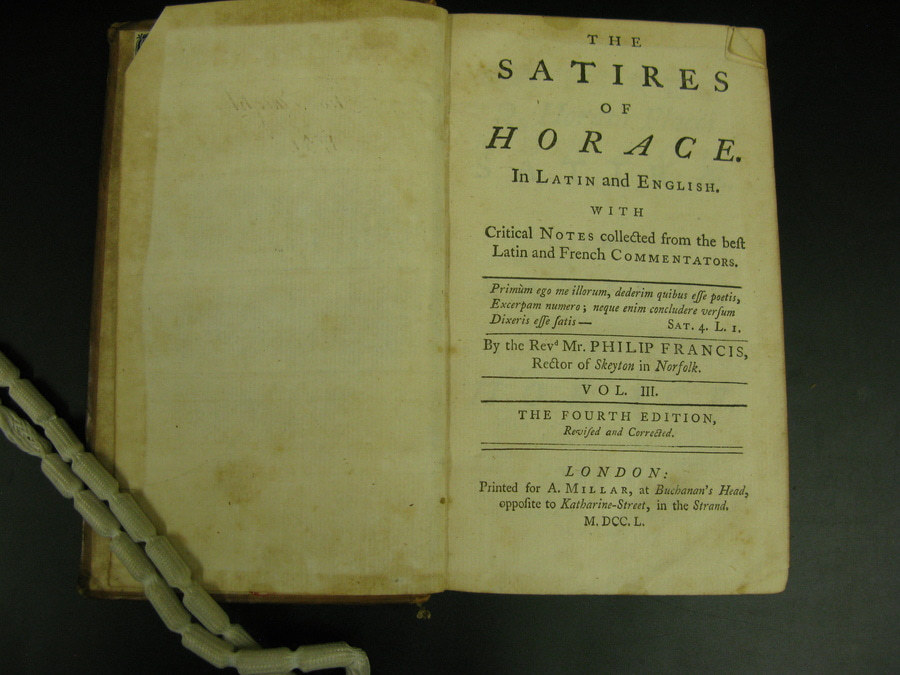 THE
SATIRES
OF
HORACE.
In LATIN and ENGLISH.
WITH
Critical NOTES collected from the beſt
Latin and French COMMENTATORS.
Primùm ego me illorum, dederim quibus eſſe poetis,
Excerpam numero; neque enim concludere verſum
Dixeris eſſe ſatis— SAT. 4. L. 1.
By the Revd Mr. PHILIP FRANCIS,
Rector of Skeyton in Norfolk.
VOL. III.
THE FOURTH EDITION,
Reviſed and Corrected.
LONDON:
Printed for A. MILLAR, at Buchanan's Head,
oppoſite to Katharine-Street, in the Strand.
M. DCC. L.